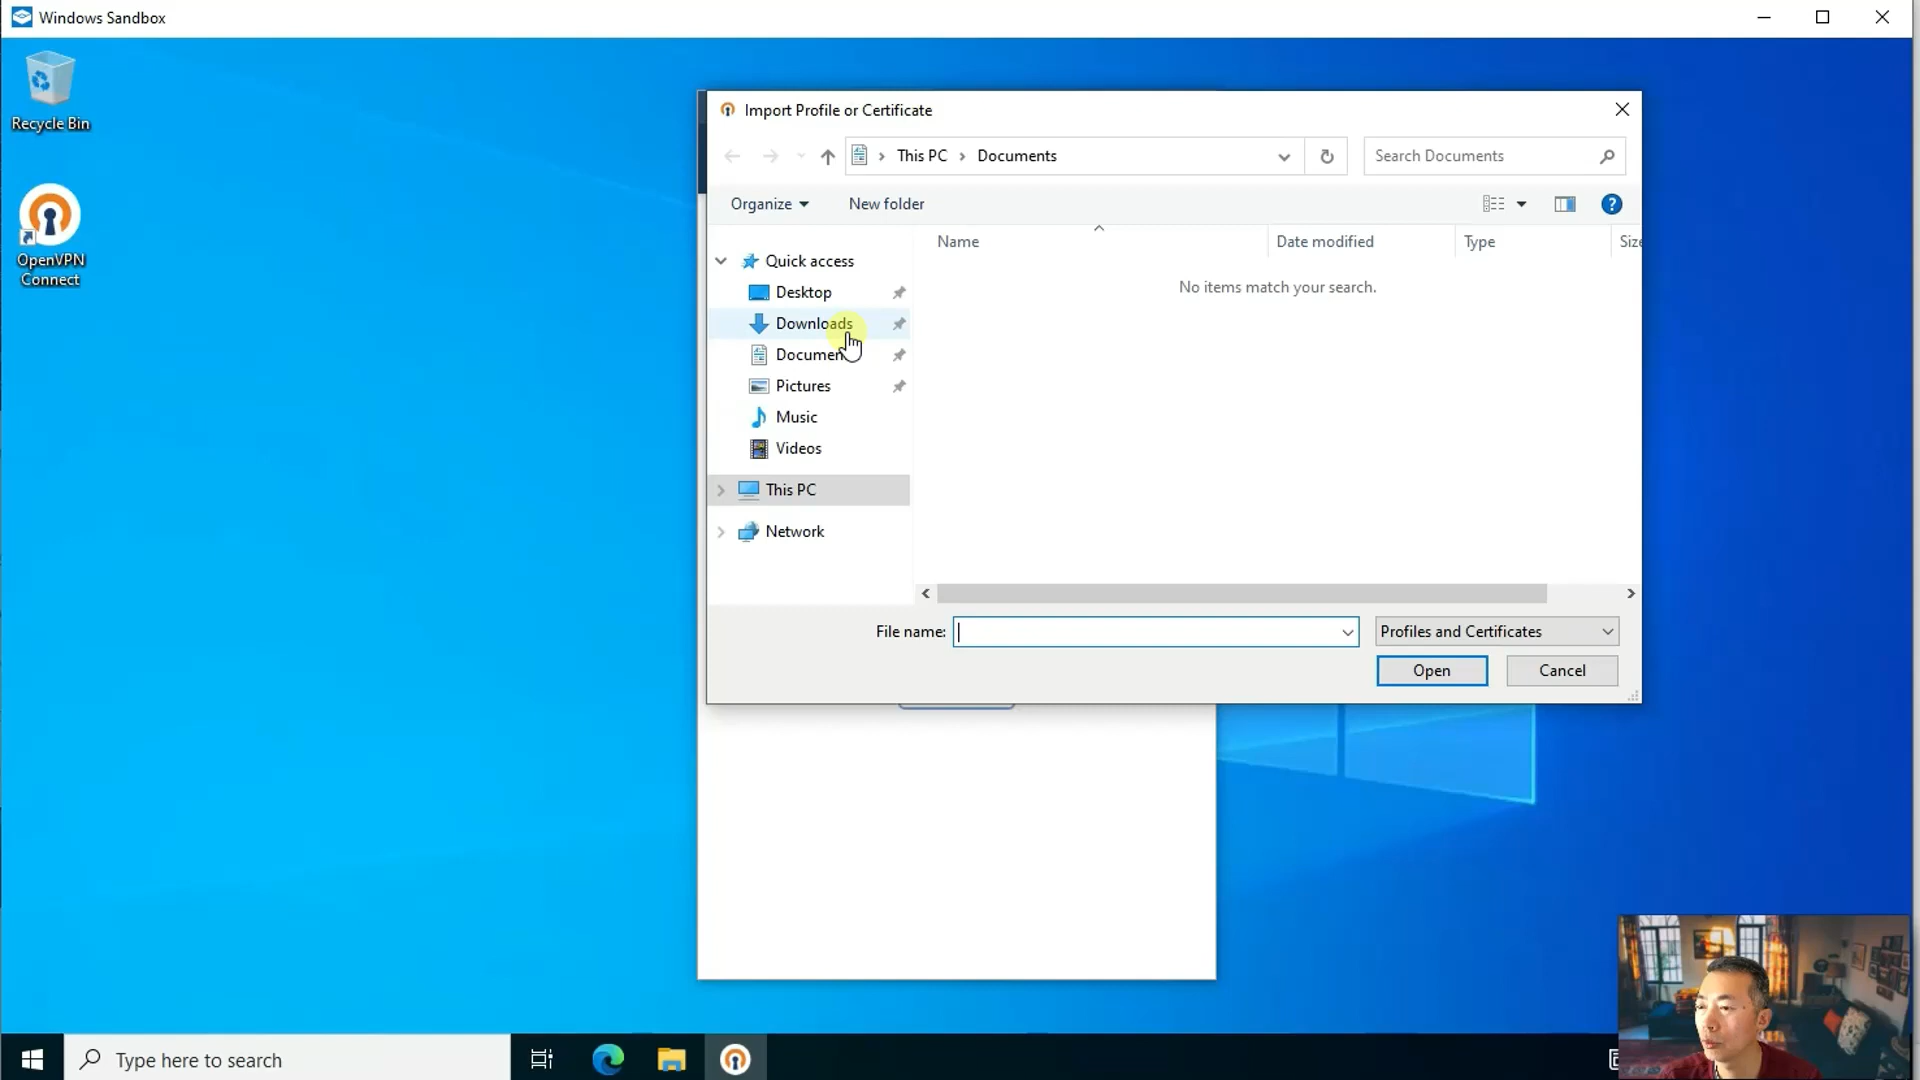 Windows Sandbox
Recycle Bin
OpenVPN
Connect
Import Profile or Certificate
This PC
Documents
Search Documents
Organize
New folder
Name
Date modified
Type
Size
Quick access
No items match your search.
Desktop
Downloads
Pictures
Music
Videos
This PC
Network
File name:
Profiles and Certificates
Open
Cancel
Type here to search